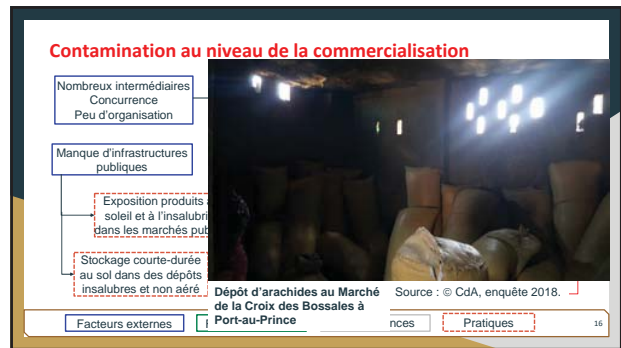 Contamination au niveau de la commercialisation
Nombreux intermédiaires
Concurrence
Peu d'organisation
Manque d'infrastructures
publiques
Exposition produits
soleil et à l'insalubri
dans les marchés pub
Stockage courte-durée
au sol dans des dépôts
insalubres et non aéré
Dépôt d'arachides au Marché
de la Croix des Bossales à
Port-au-Prince
Source : © CdA, enquête 2018.
Facteurs externes
nces
Pratiques
16